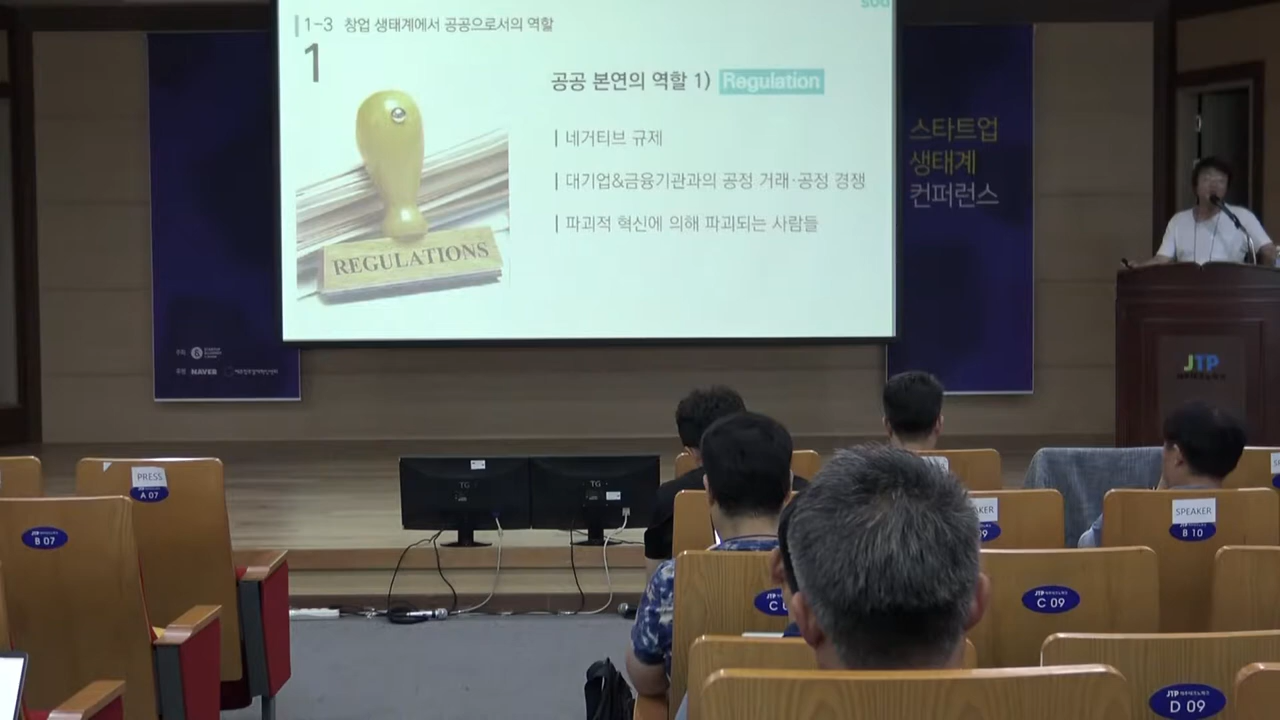 1-3 창업 생태계에서 공공으로서의 역할
1
공공 본연의 역할 1) Regulation
| 네거티브 규제
| 대기업&금융기관과의 공정 거래·공정 경쟁
| 파괴적 혁신에 의해 파괴되는 사람들
REGULATIONS
스타트업
생태계
컨퍼런스
주최
NAVER
JTP
TG
TG
PRESS
A 07
B 07
SPEAKER
B 10
JTP
C 09
JTP
D 09